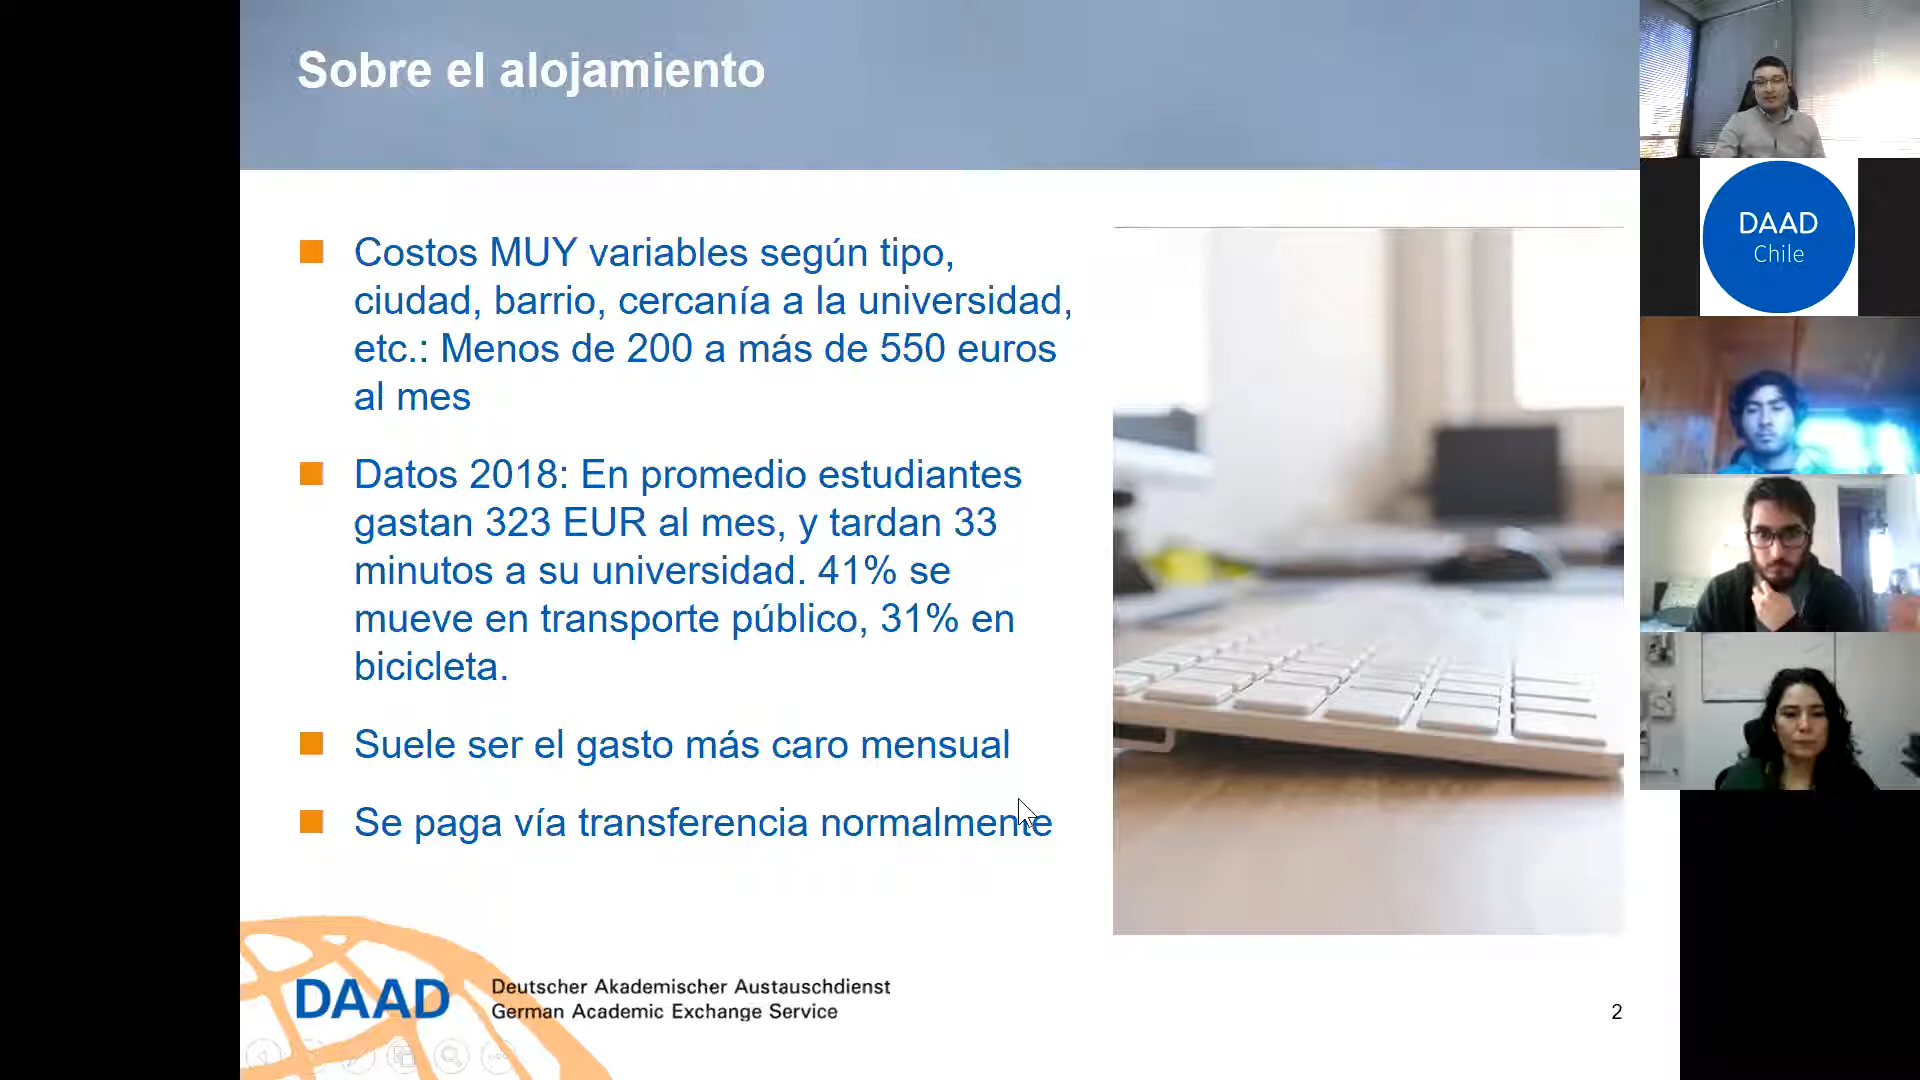 Sobre el alojamiento
Costos MUY variables según tipo,
ciudad, barrio, cercanía a la universidad,
etc.: Menos de 200 a más de 550 euros
al mes
Datos 2018: En promedio estudiantes
gastan 323 EUR al mes, y tardan 33
minutos a su universidad. 41% se
mueve en transporte público, 31% en
bicicleta.
Suele ser el gasto más caro mensual
Se paga vía transferencia normalmente
DAAD
Deutscher Akademischer Austauschdienst
German Academic Exchange Service
2
DAAD
Chile